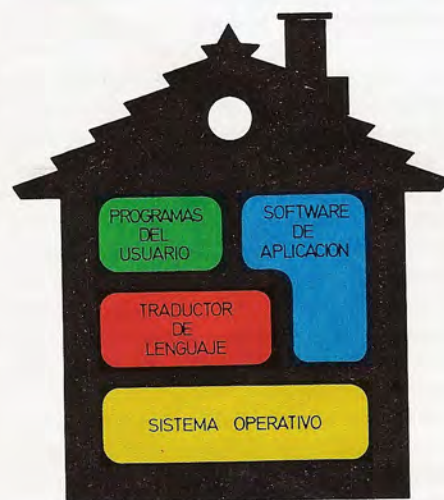 PROGRAMAS
DEL
USUARIO
SOFTWARE
DE
APLICACION
TRADUCTOR
DE
LENGUAJE
SISTEMA OPERATIVO